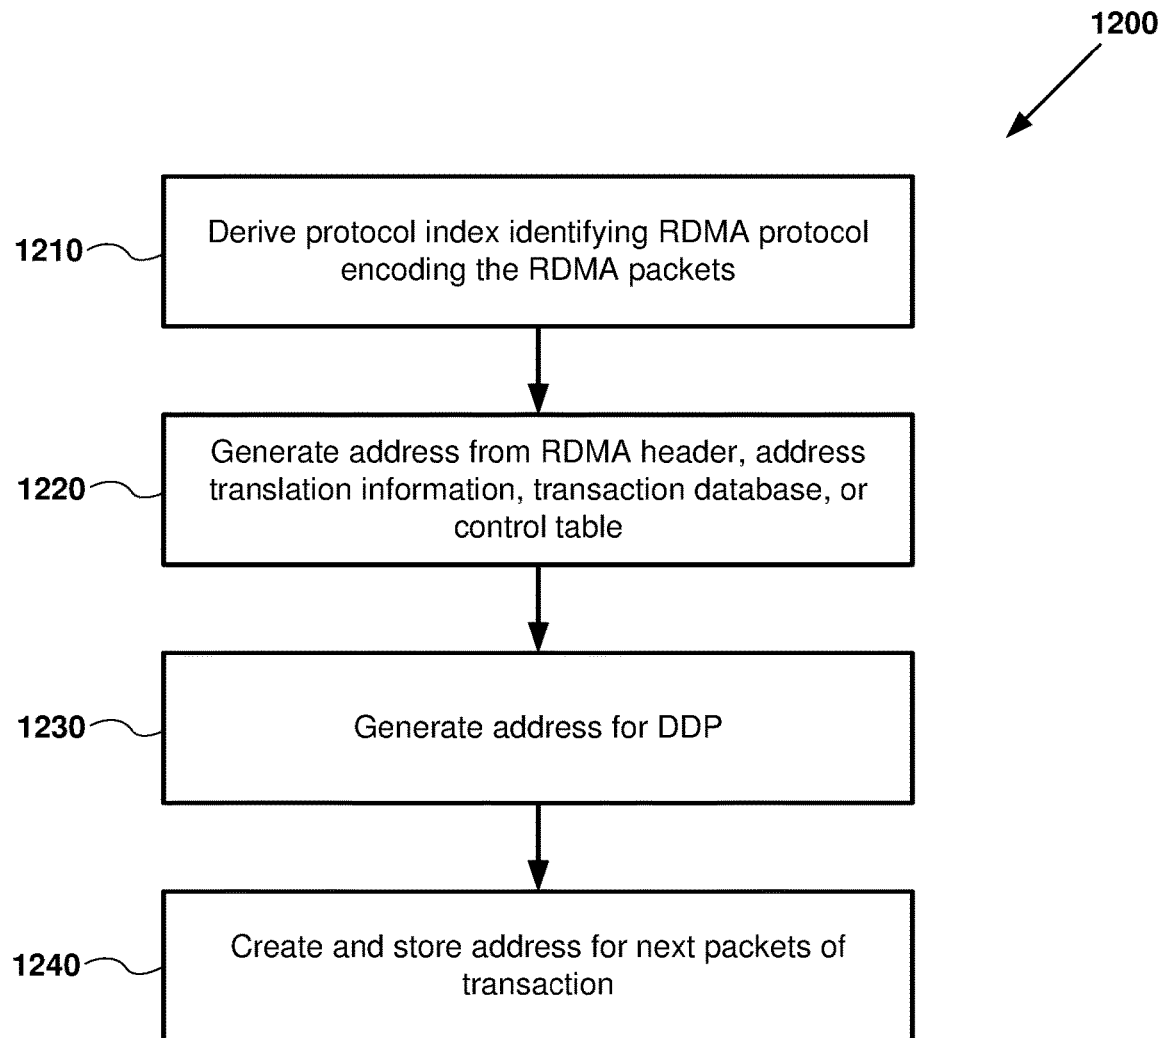 1200
1210
Derive protocol index identifying RDMA protocol
encoding the RDMA packets
1220
Generate address from RDMA header, address
translation information, transaction database, or
control table
1230
Generate address for DDP
1240
Create and store address for next packets of
transaction